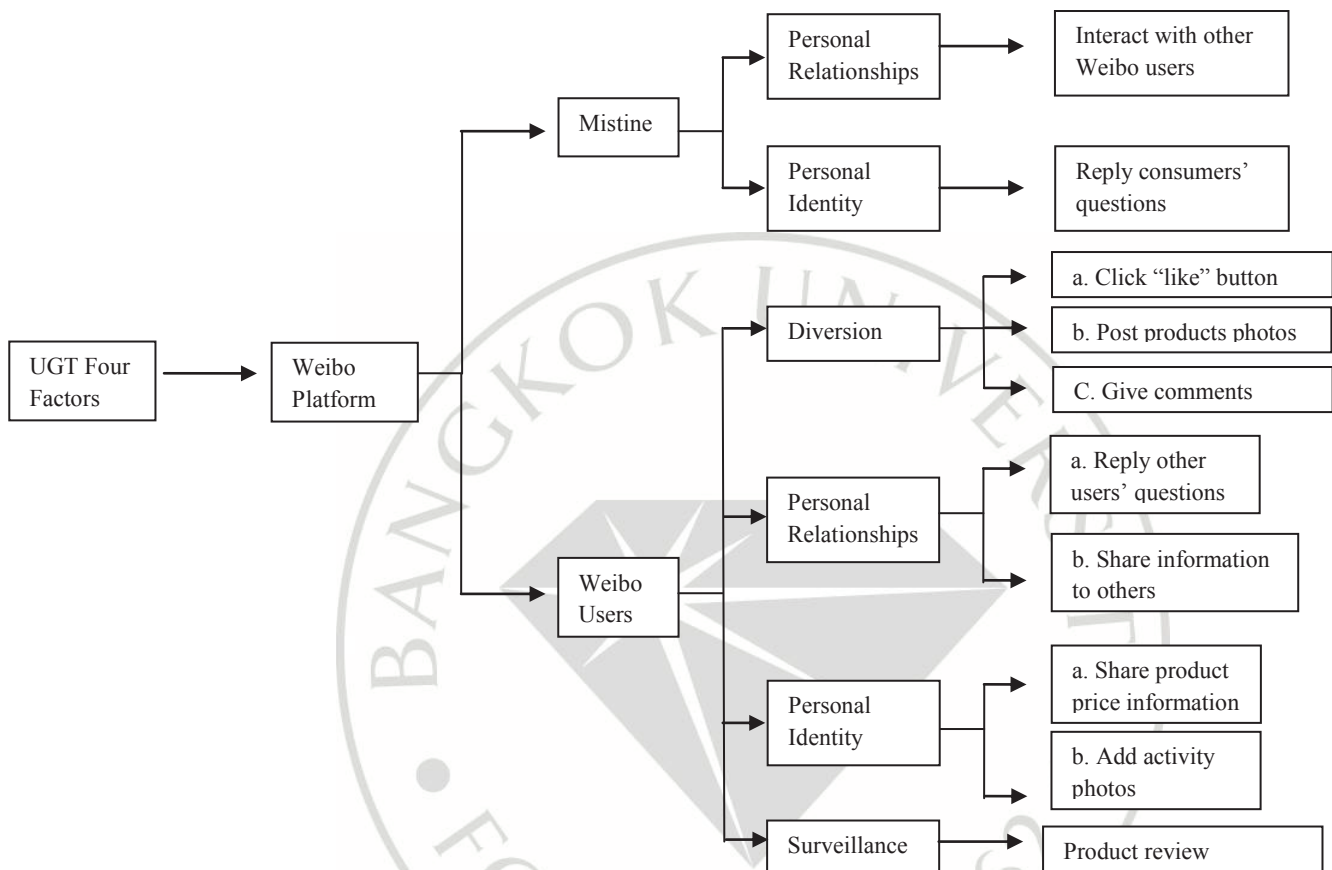 Personal
Relationships
Interact with other
Weibo users
Mistine
Personal
Identity
Reply consumers’
questions
UGT Four
Factors
Weibo
Platform
Diversion
a. Click “like” button
b. Post products photos
C. Give comments
Personal
Relationships
a. Reply other
users’ questions
b. Share information
to others
Weibo
Users
Personal
Identity
a. Share product
price information
b. Add activity
photos
Surveillance
Product review
BANGKOK UNIVERSIT